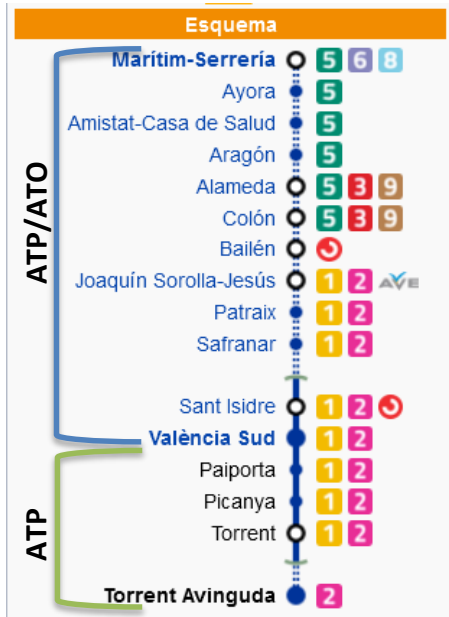 Esquema
Marítim-Serrería 5 6 8
Ayora 5
Amistat-Casa de Salud 5
Aragón 5
Alameda 5 3 9
Colón 5 3 9
Bailén
Joaquín Sorolla-Jesús 1 2 AVE
Patraix 1 2
Safranar 1 2
Sant Isidre 1 2
València Sud 1 2
Paiporta 1 2
Picanya 1 2
Torrent 1 2
Torrent Avinguda 2
ATP/ATO
ATP